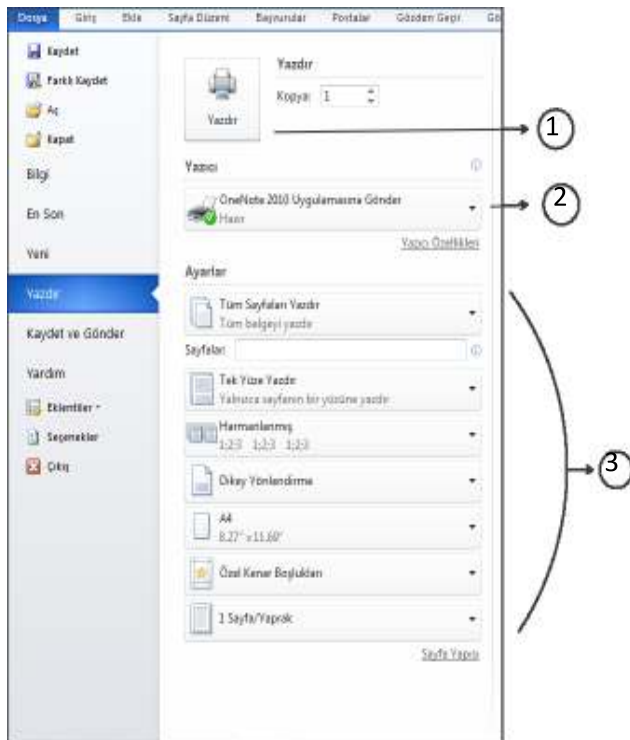 Dosya Giriş Ekle Sayfa Düzeni Başvurular Postalar Gözden Geçir Gö
Kaydet
Farklı Kaydet
Aç
Kapat
Bilgi
En Son
Yeni
Yazdır
Kaydet ve Gönder
Yardım
Eklentiler
Seçenekler
Çıkış
Yazdır
Kopya: 1
Yazdır
1
Yazıcı
OneNote 2010 Uygulamasına Gönder
Hazır
2
Yazıcı Özellikleri
Ayarlar
Tüm Sayfaları Yazdır
Tüm belgeyi yazdır
Sayfalar:
Tek Yüze Yazdır
Yalnızca sayfanın bir yüzüne yazdır
Harmanlanmış
1;2;3 1;2;3 1;2;3
Dikey Yönlendirme
A4
8.27" x 11.69"
Özel Kenar Boşlukları
1 Sayfa/Yaprak
Sayfa Yapısı
3